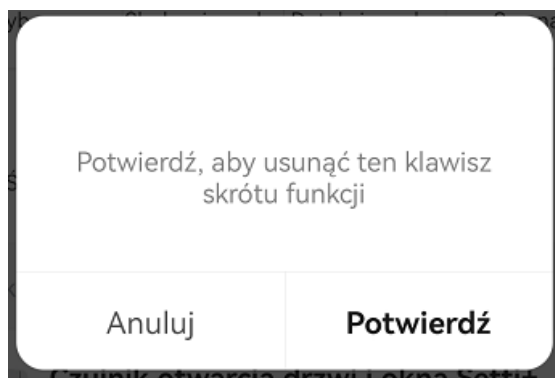 Potwierdź, aby usunąć ten klawisz
skrótu funkcji
Anuluj
Potwierdź